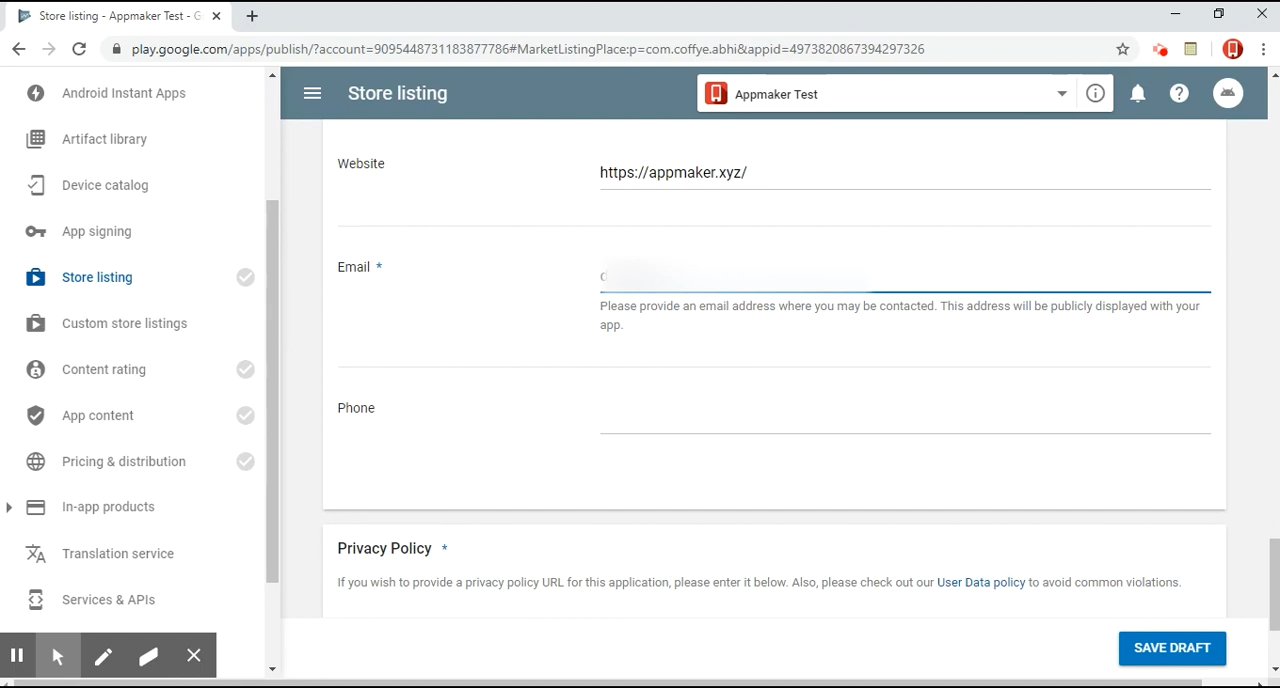 Store listing - Appmaker Test - G
play.google.com/apps/publish/?account=9095448731183877786#MarketListingPlace:p=com.coffye.abhi&appid=4973820867394297326
Android Instant Apps
Artifact library
Device catalog
App signing
Store listing
Custom store listings
Content rating
App content
Pricing & distribution
In-app products
Translation service
Services & APIs
Store listing
Appmaker Test
Website
https://appmaker.xyz/
Email *
Please provide an email address where you may be contacted. This address will be publicly displayed with your
app.
Phone
Privacy Policy *
If you wish to provide a privacy policy URL for this application, please enter it below. Also, please check out our User Data policy to avoid common violations.
SAVE DRAFT